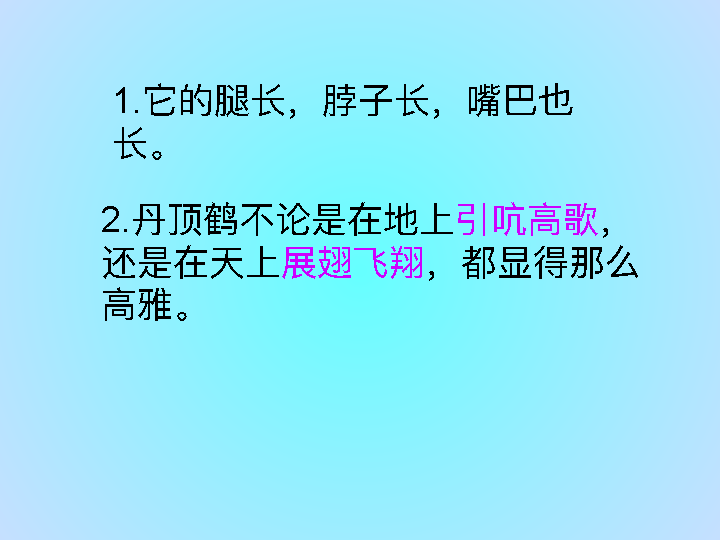 1.它的腿长，脖子长，嘴巴也
长。
2.丹顶鹤不论是在地上引吭高歌，
还是在天上展翅飞翔，都显得那么
高雅。